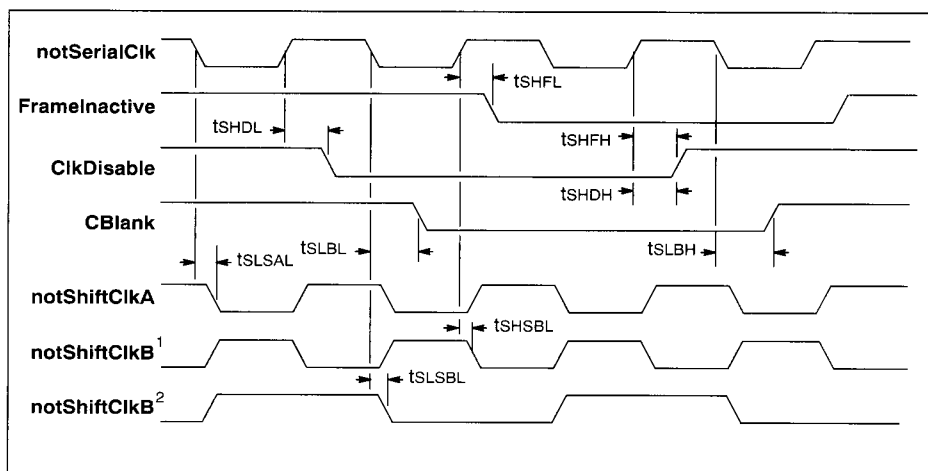 notSerialClk
tSHFL
FrameInactive
tSHDL
tSHFH
ClkDisable
tSHDH
CBlank
tSLSAL
tSLBL
tSLBH
notShiftClkA
tSHSBL
notShiftClkB1
tSLSBL
notShiftClkB2